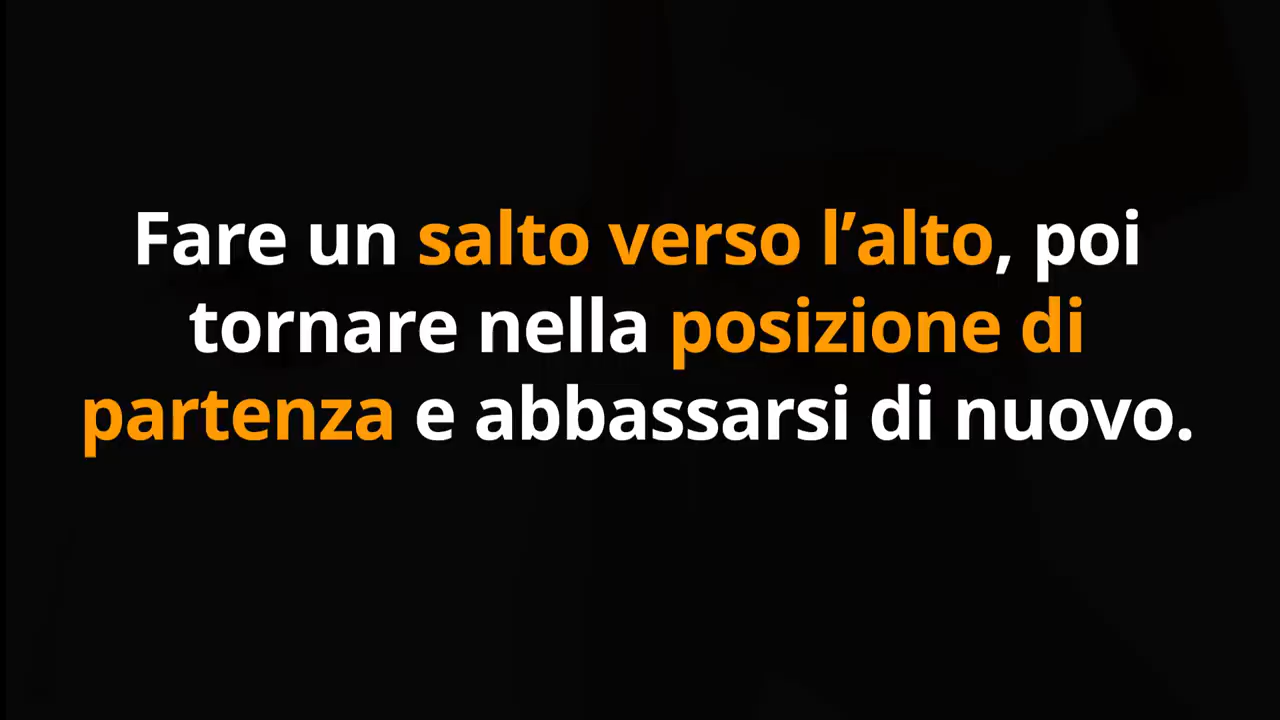 Fare un salto verso l’alto, poi
tornare nella posizione di
partenza e abbassarsi di nuovo.